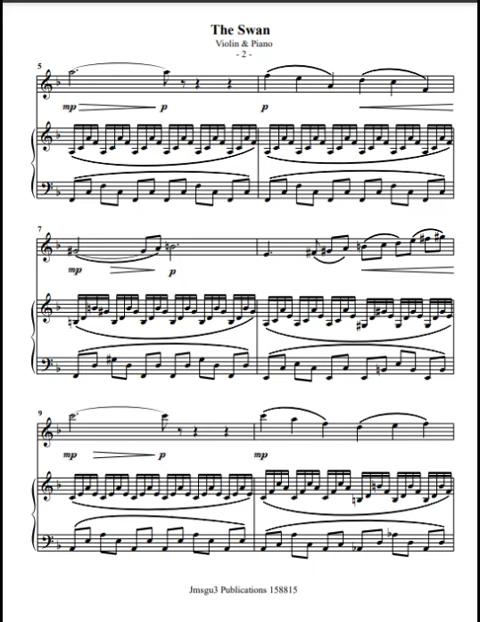 The Swan
Violin & Piano
- 2 -
5
mp p p
7
mp p
9
mp p mp
Jmsgu3 Publications 158815